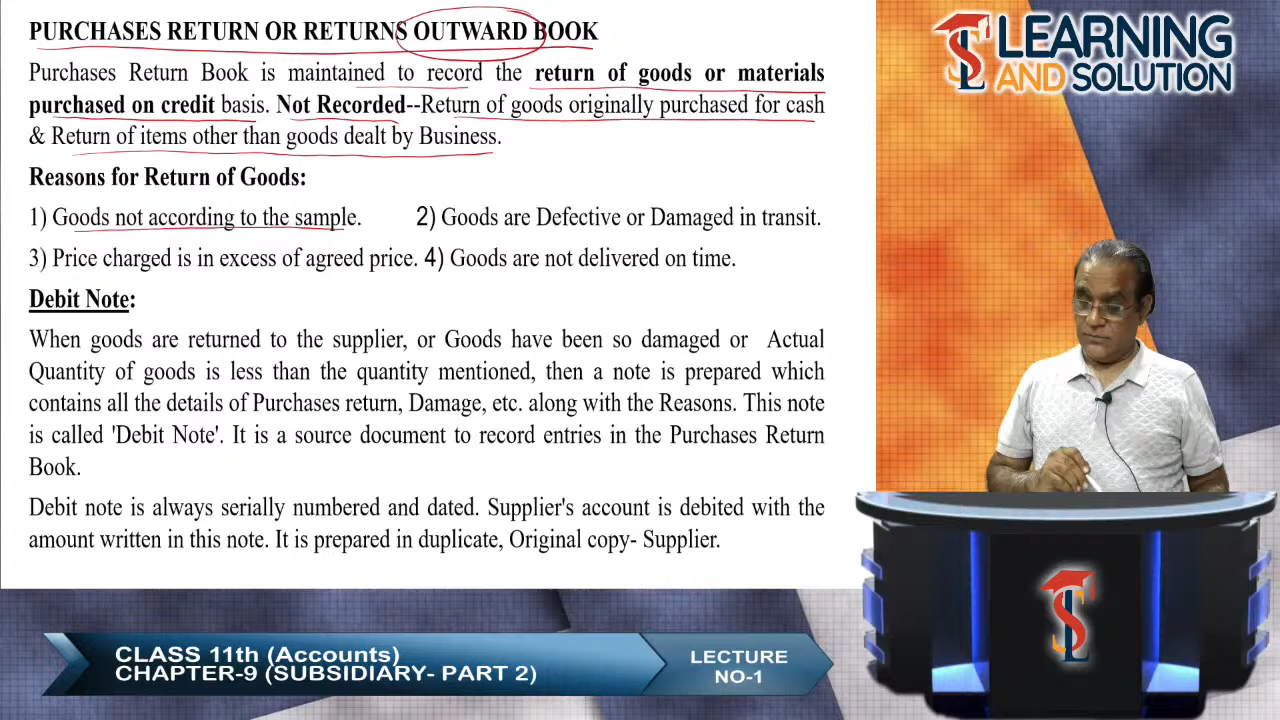 PURCHASES RETURN OR RETURNS OUTWARD BOOK
Purchases Return Book is maintained to record the return of goods or materials
purchased on credit basis. Not Recorded--Return of goods originally purchased for cash
& Return of items other than goods dealt by Business.
Reasons for Return of Goods:
1) Goods not according to the sample. 2) Goods are Defective or Damaged in transit.
3) Price charged is in excess of agreed price. 4) Goods are not delivered on time.
Debit Note:
When goods are returned to the supplier, or Goods have been so damaged or Actual
Quantity of goods is less than the quantity mentioned, then a note is prepared which
contains all the details of Purchases return, Damage, etc. along with the Reasons. This note
is called 'Debit Note'. It is a source document to record entries in the Purchases Return
Book.
Debit note is always serially numbered and dated. Supplier's account is debited with the
amount written in this note. It is prepared in duplicate, Original copy- Supplier.
SL LEARNING
AND SOLUTION
SL
CLASS 11th (Accounts)
CHAPTER-9 (SUBSIDIARY- PART 2)
LECTURE
NO-1